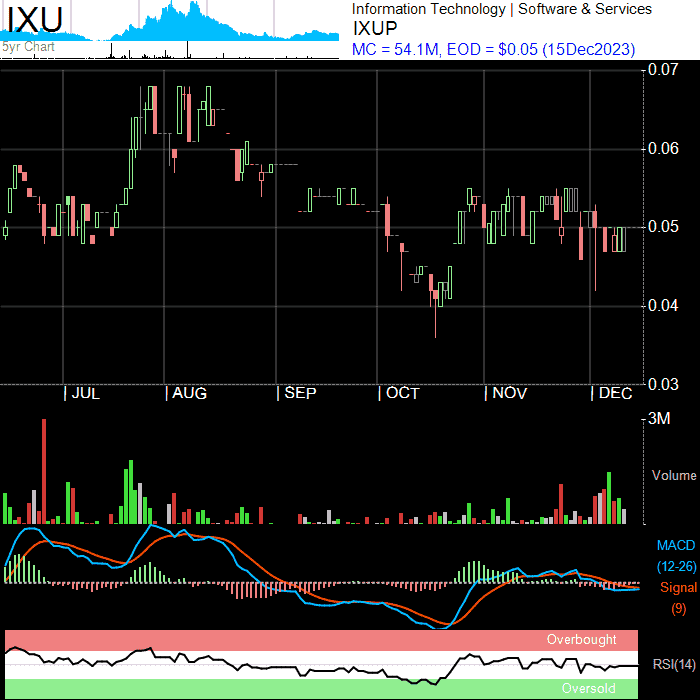 IXU
5yr Chart
Information Technology | Software & Services
IXUP
MC = 54.1M, EOD = $0.05 (15Dec2023)
0.07
0.06
0.05
0.04
0.03
| JUL
| AUG
| SEP
| OCT
| NOV
| DEC
3M
Volume
MACD
(12-26)
Signal
(9)
Overbought
RSI(14)
Oversold